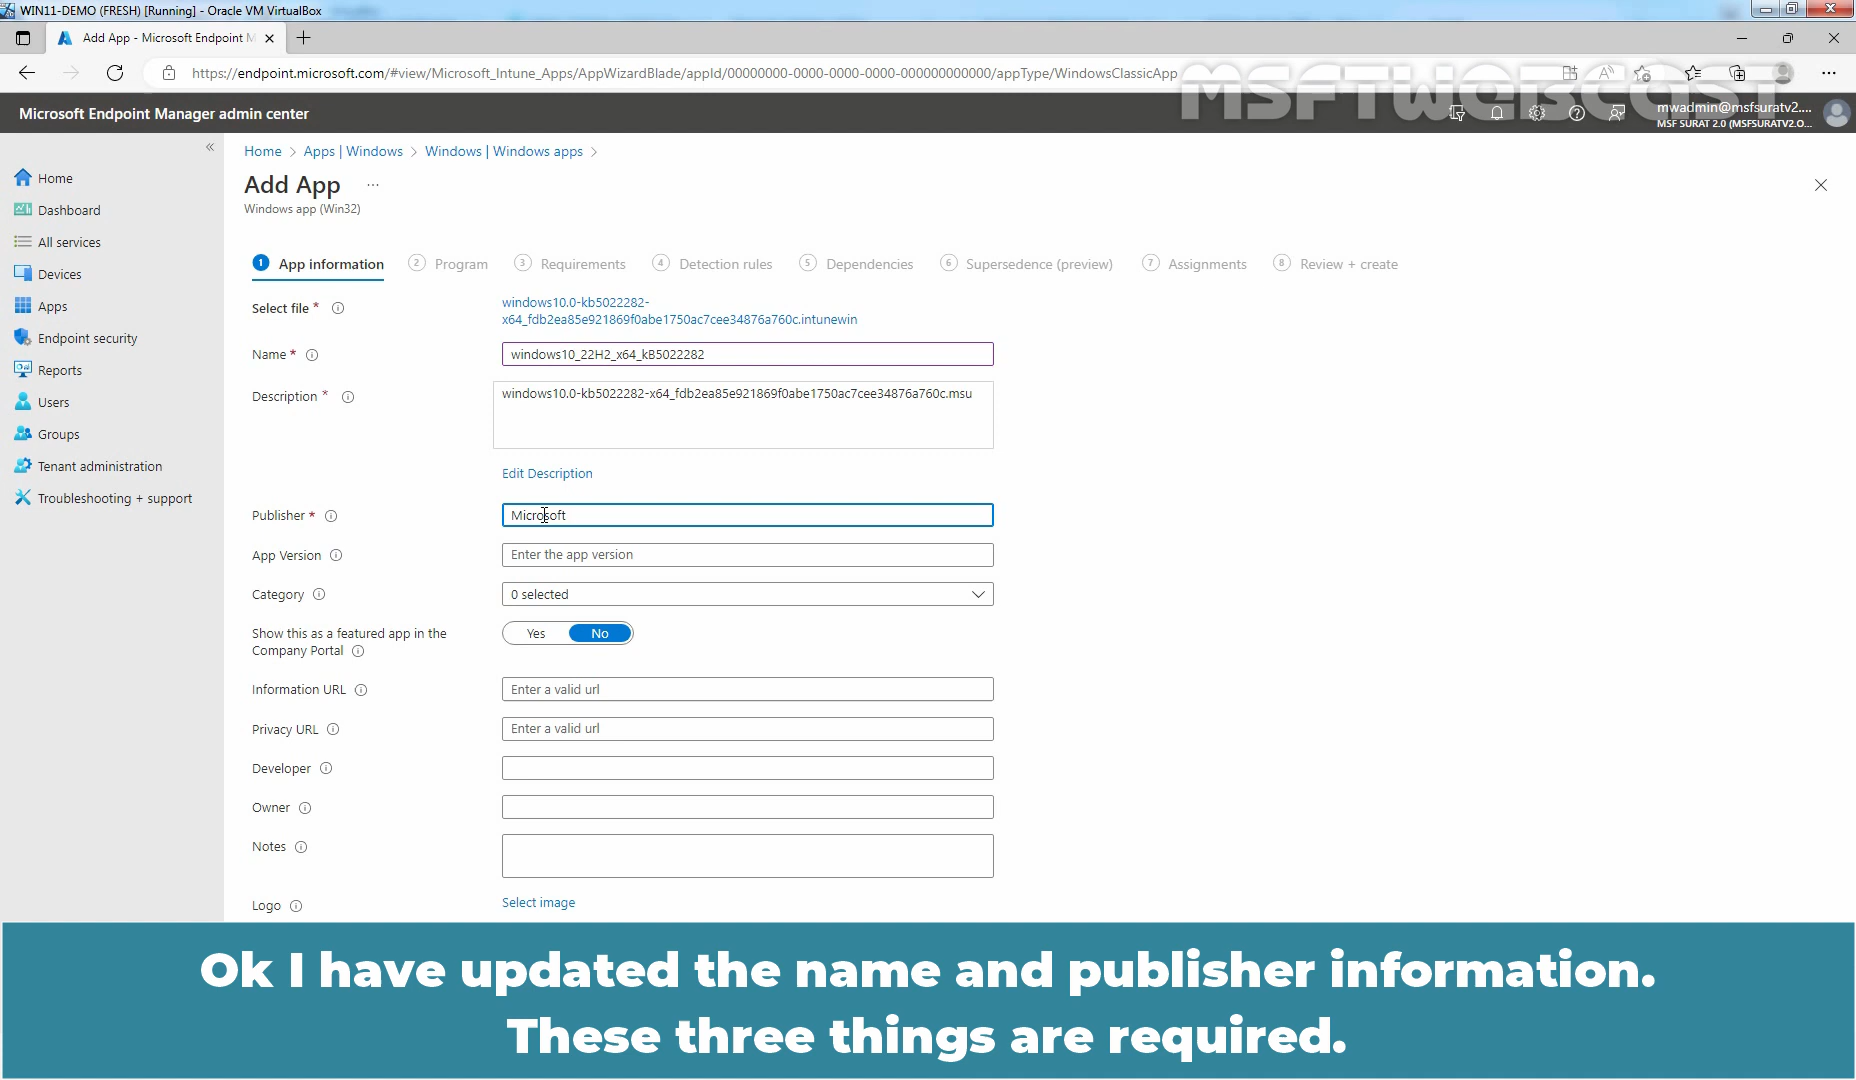 WIN11-DEMO (FRESH) [Running] - Oracle VM VirtualBox
Add App - Microsoft Endpoint M
https://endpoint.microsoft.com/#view/Microsoft_Intune_Apps/AppWizardBlade/appId/00000000-0000-0000-0000-000000000000/appType/WindowsClassicApp
MSFTWEBCAST
Microsoft Endpoint Manager admin center
mwadmin@msfsuratv2....
MSF SURAT 2.0 (MSFSURATV2.O...
Home
Dashboard
All services
Devices
Apps
Endpoint security
Reports
Users
Groups
Tenant administration
Troubleshooting + support
Home > Apps | Windows > Windows | Windows apps >
Add App ...
Windows app (Win32)
1 App information 2 Program 3 Requirements 4 Detection rules 5 Dependencies 6 Supersedence (preview) 7 Assignments 8 Review + create
Select file * windows10.0-kb5022282-
x64_fdb2ea85e921869f0abe1750ac7cee34876a760c.intunewin
Name * windows10_22H2_x64_kB5022282
Description * windows10.0-kb5022282-x64_fdb2ea85e921869f0abe1750ac7cee34876a760c.msu
Edit Description
Publisher * Microsoft
App Version Enter the app version
Category 0 selected
Show this as a featured app in the
Company Portal
Yes No
Information URL Enter a valid url
Privacy URL Enter a valid url
Developer
Owner
Notes
Logo Select image
Ok I have updated the name and publisher information.
These three things are required.